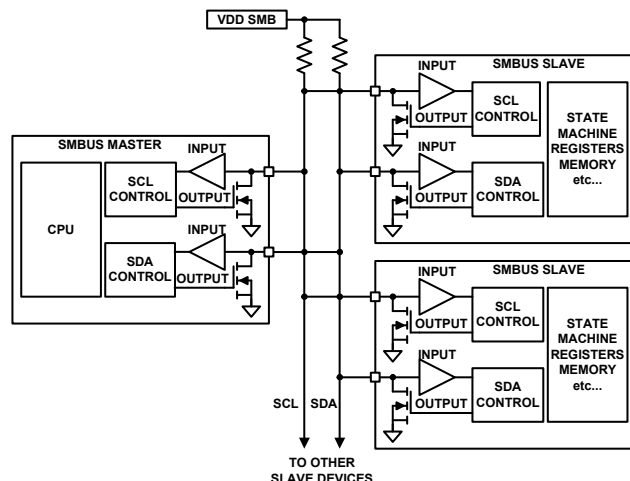 VDD SMB
SMBUS MASTER
CPU
SCL
CONTROL
INPUT
OUTPUT
SDA
CONTROL
INPUT
OUTPUT
SMBUS SLAVE
INPUT
OUTPUT
SCL
CONTROL
INPUT
OUTPUT
SDA
CONTROL
STATE
MACHINE
REGISTERS
MEMORY
etc...
SMBUS SLAVE
INPUT
OUTPUT
SCL
CONTROL
INPUT
OUTPUT
SDA
CONTROL
STATE
MACHINE
REGISTERS
MEMORY
etc...
SCL
SDA
TO OTHER
SLAVE DEVICES